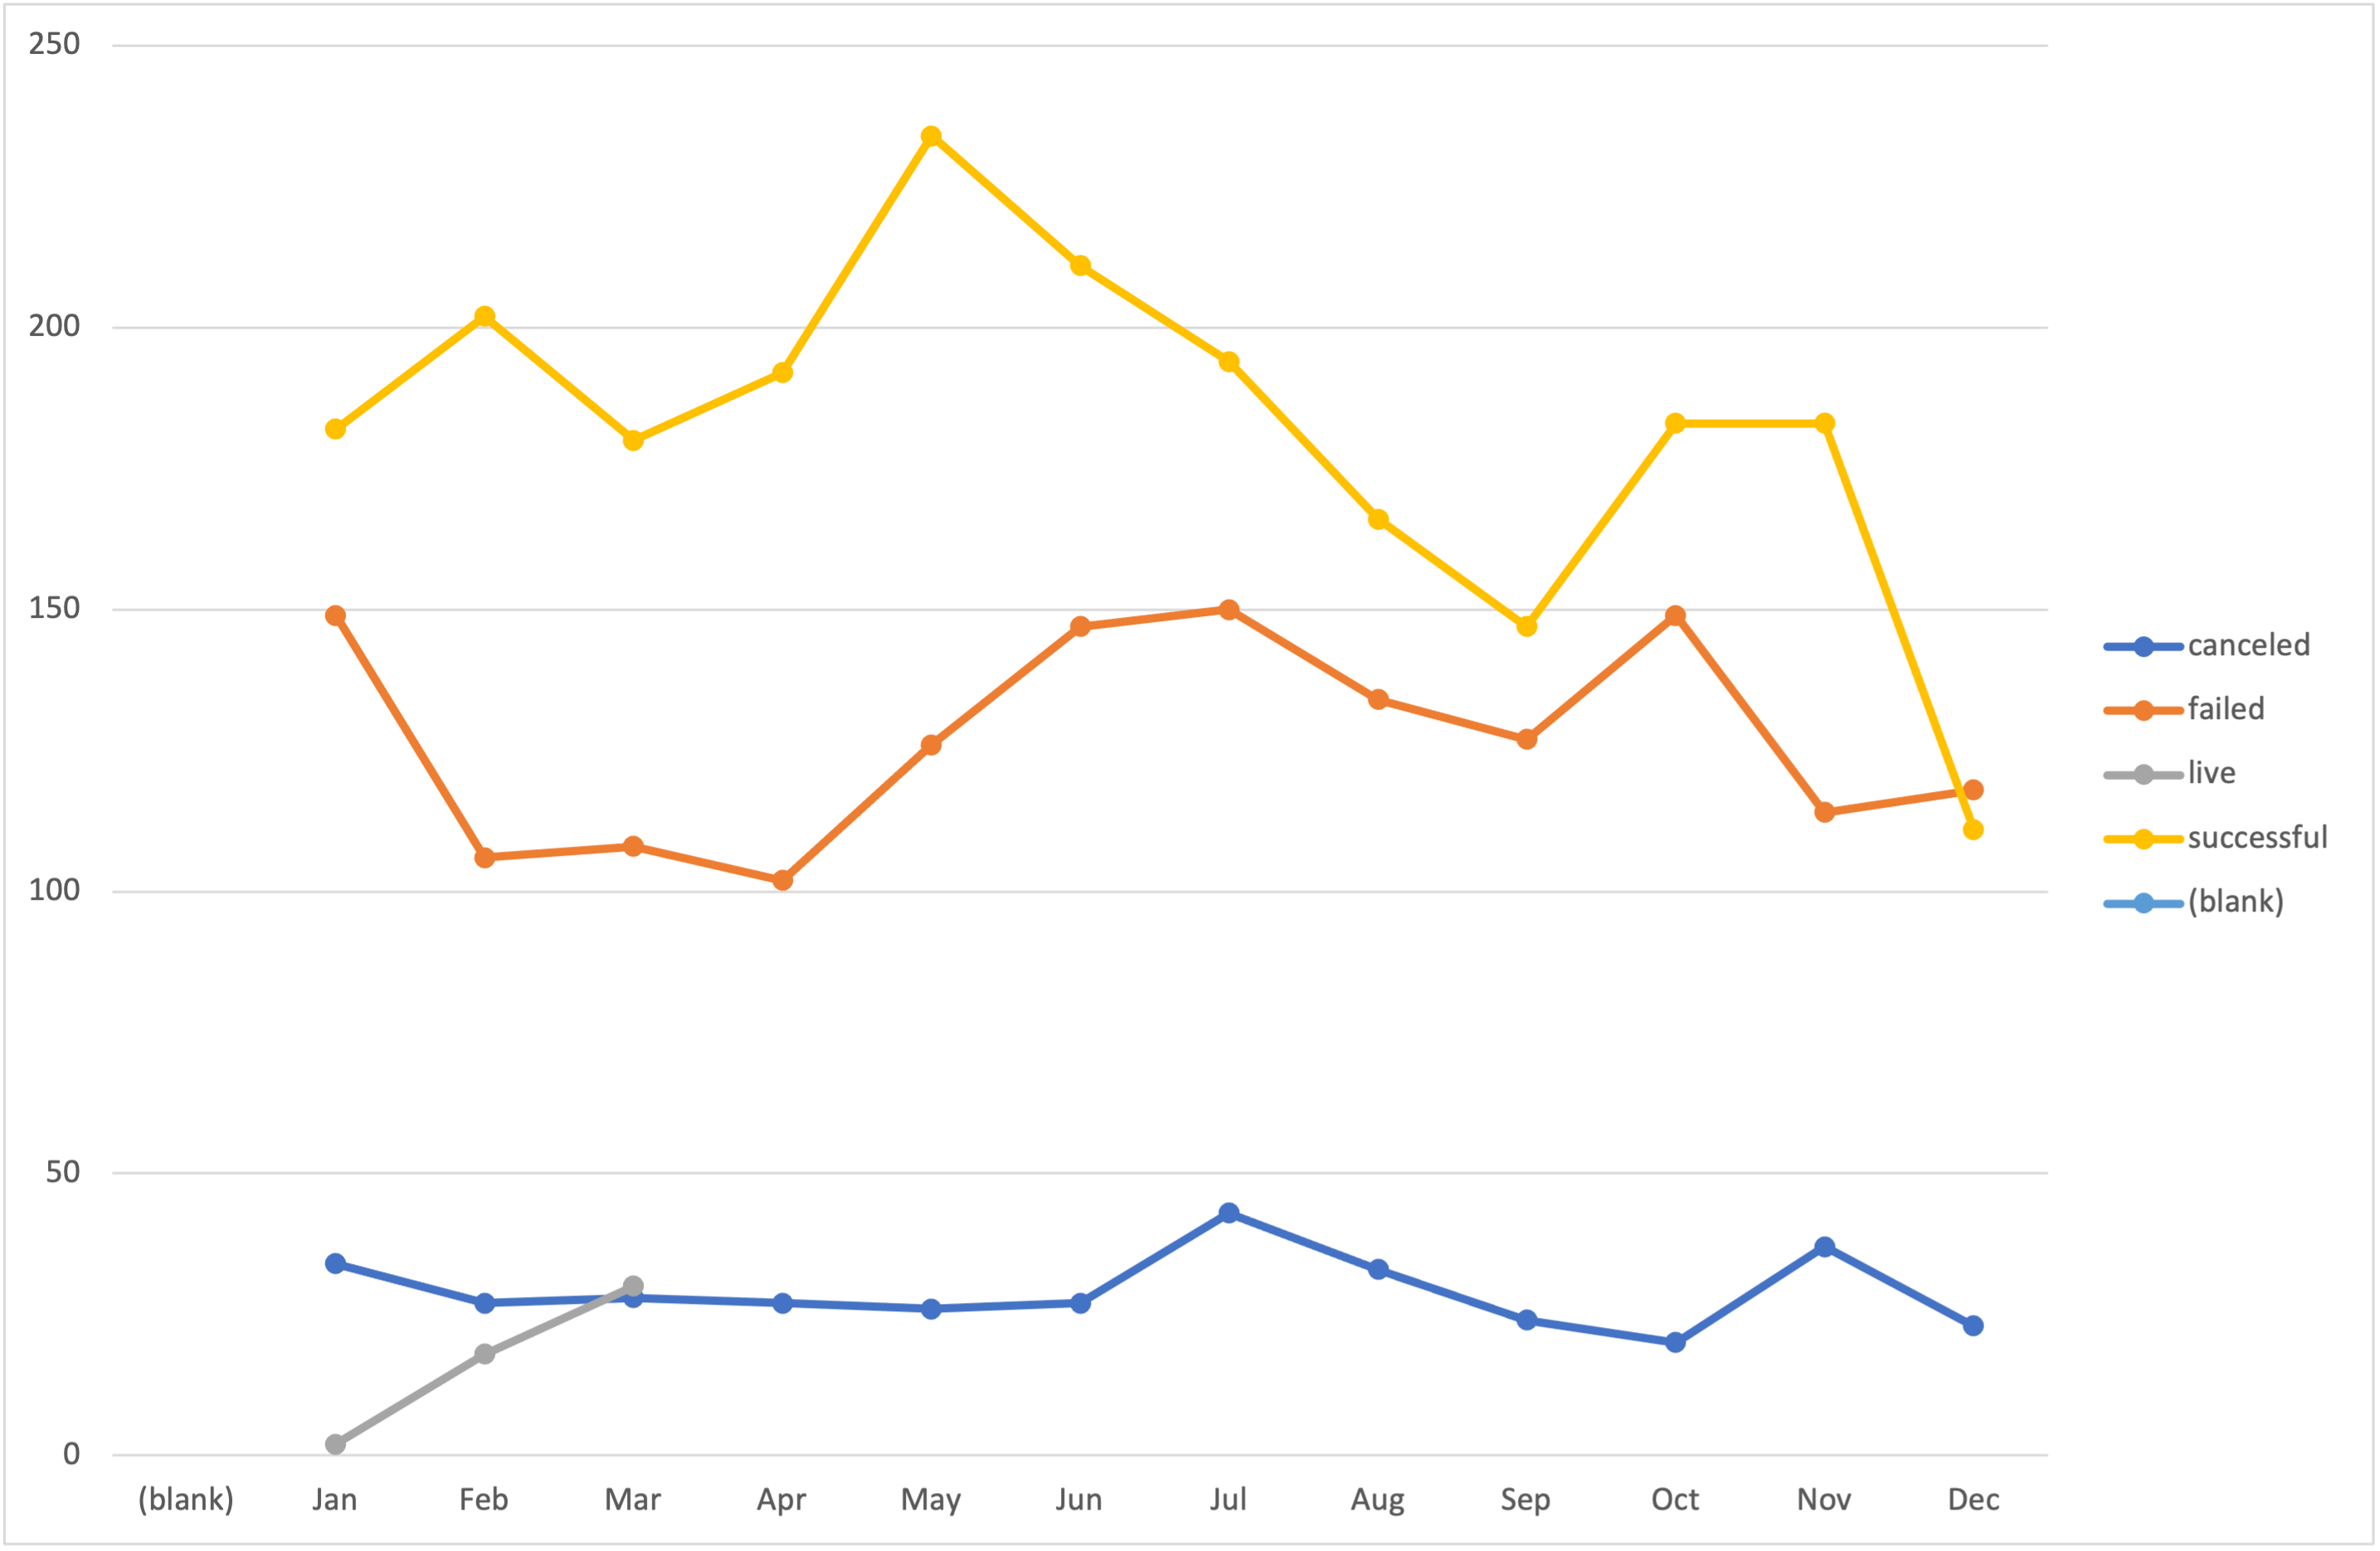 250
200
150
100
50
0
(blank) Jan Feb Mar Apr May Jun Jul Aug Sep Oct Nov Dec
canceled
failed
live
successful
(blank)